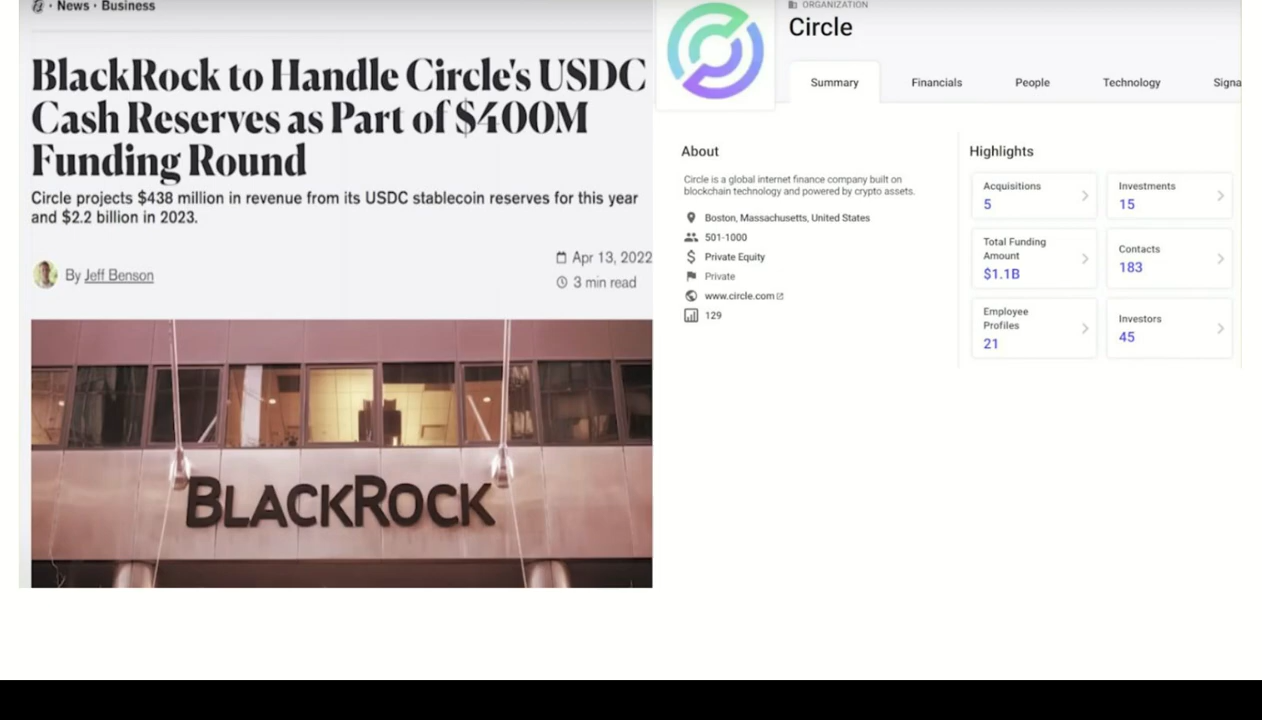 · News · Business
BlackRock to Handle Circle's USDC
Cash Reserves as Part of $400M
Funding Round
Circle projects $438 million in revenue from its USDC stablecoin reserves for this year
and $2.2 billion in 2023.
By Jeff Benson
Apr 13, 2022
3 min read
BLACKROCK
ORGANIZATION
Circle
Summary
Financials
People
Technology
Signa
About
Circle is a global internet finance company built on
blockchain technology and powered by crypto assets.
Boston, Massachusetts, United States
501-1000
Private Equity
Private
www.circle.com
129
Highlights
Acquisitions
5
Investments
15
Total Funding
Amount
$1.1B
Contacts
183
Employee
Profiles
21
Investors
45